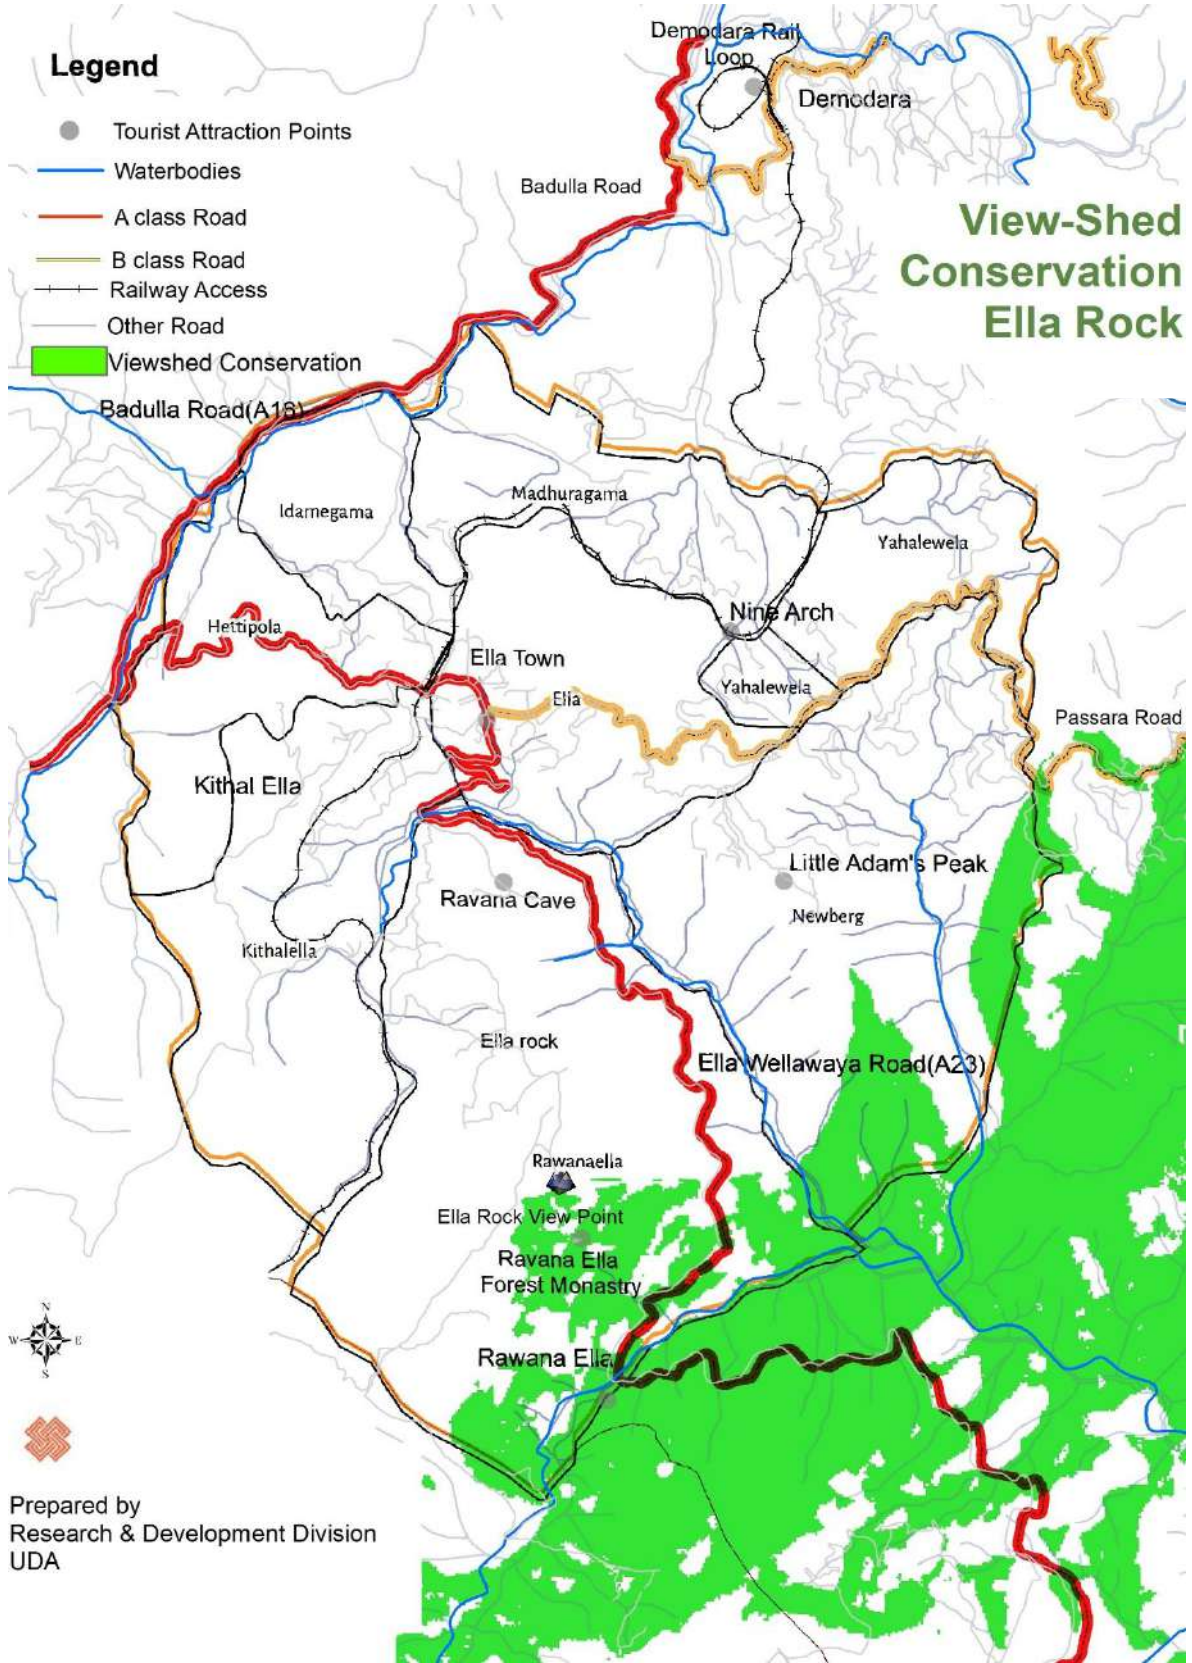 Demodara Rail
Loop
Legend
Demodara
Tourist Attraction Points
Waterbodies
Badulla Road
A class Road
View-Shed
Conservation
Ella Rock
B class Road
Railway Access
Other Road
Viewshed Conservation
Badulla Road(A16)
Madhuragama
Idamegama
Yahalewela
Nine Arch
Hettipola
Ella Town
Yahalewela
Ella
Passara Road
Kithal Ella
Little Adam's Peak
Ravana Cave
Newberg
Kithalella
Ella rock
Ella Wellawaya Road(A23)
Rawanaella
Ella Rock View Point
Ravana Ella
Forest Monastry
N
W
E
S
Rawana Ella
Prepared by
Research & Development Division
UDA